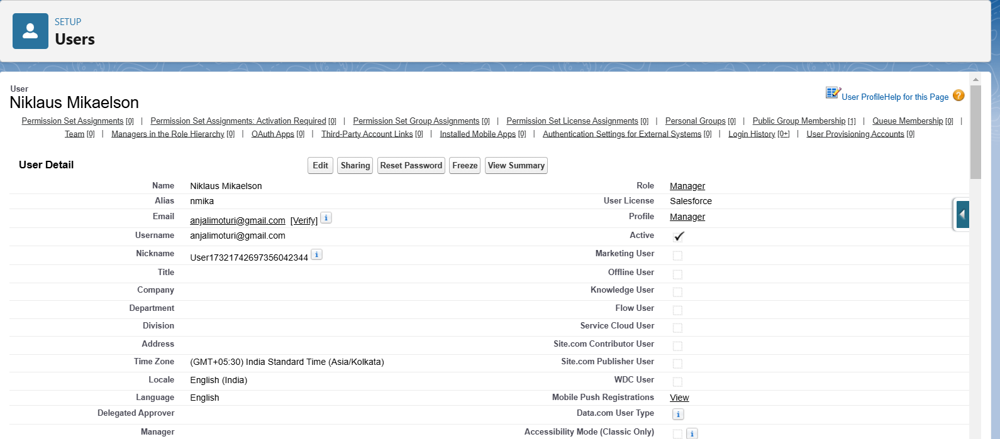 SETUP
Users
User
Niklaus Mikaelson
User Profile Help for this Page ?
Permission Set Assignments [0] | Permission Set Assignments: Activation Required [0] | Permission Set Group Assignments [0] | Permission Set License Assignments [0] | Personal Groups [0] | Public Group Membership [1] | Queue Membership [0] |
Team [0] | Managers in the Role Hierarchy [0] | OAuth Apps [0] | Third-Party Account Links [0] | Installed Mobile Apps [0] | Authentication Settings for External Systems [0] | Login History [0+] | User Provisioning Accounts [0]
User Detail Edit Sharing Reset Password Freeze View Summary
Name Niklaus Mikaelson Role Manager
Alias nmika User License Salesforce
Email anjalimoturi@gmail.com [Verify] i Profile Manager
Username anjalimoturi@gmail.com Active
Nickname User17321742697356042344 i Marketing User
Title Offline User
Company Knowledge User
Department Flow User
Division Service Cloud User
Address Site.com Contributor User
Time Zone (GMT+05:30) India Standard Time (Asia/Kolkata) Site.com Publisher User
Locale English (India) WDC User
Language English Mobile Push Registrations View
Delegated Approver Data.com User Type i
Manager Accessibility Mode (Classic Only) i